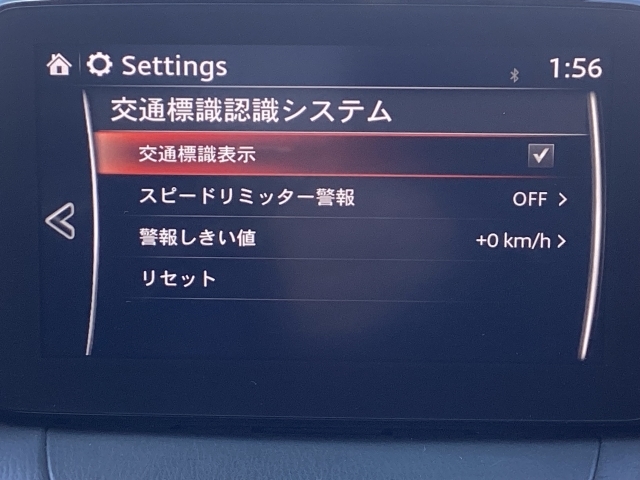 Settings 1:56
交通標識認識システム
交通標識表示
スピードリミッター警報 OFF
警報しきい値 +0 km/h
リセット